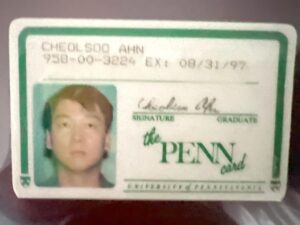 CHEOLSOO AHN
958-00-3224 EX: 08/31/97
SIGNATURE GRADUATE
the
PENN
card
UNIVERSITY of PENNSYLVANIA